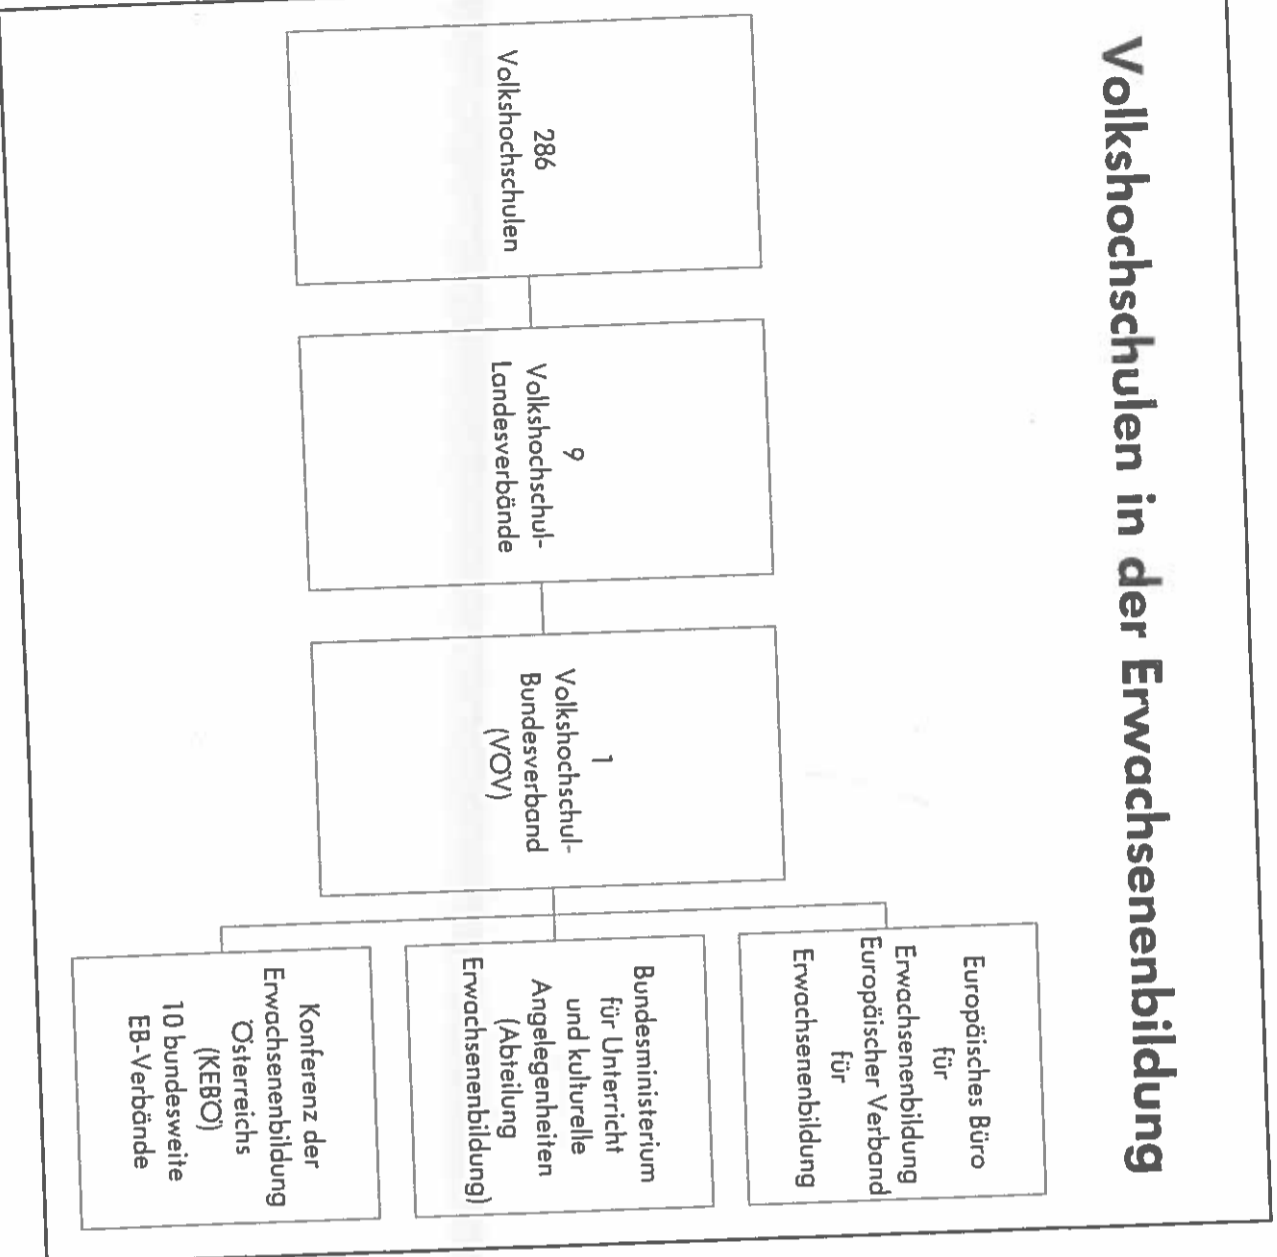 Volkshochschulen in der Erwachsenenbildung
286
Volkshochschulen
9
Volkshochschul-
Landesverbände
1
Volkshochschul-
Bundesverband
(VÖV)
Europäisches Büro
für
Erwachsenenbildung
Europäischer Verband
für
Erwachsenenbildung
Bundesministerium
für Unterricht
und kulturelle
Angelegenheiten
(Abteilung
Erwachsenenbildung)
Konferenz der
Erwachsenenbildung
Österreichs
(KEBÖ)
10 bundesweite
EB-Verbände